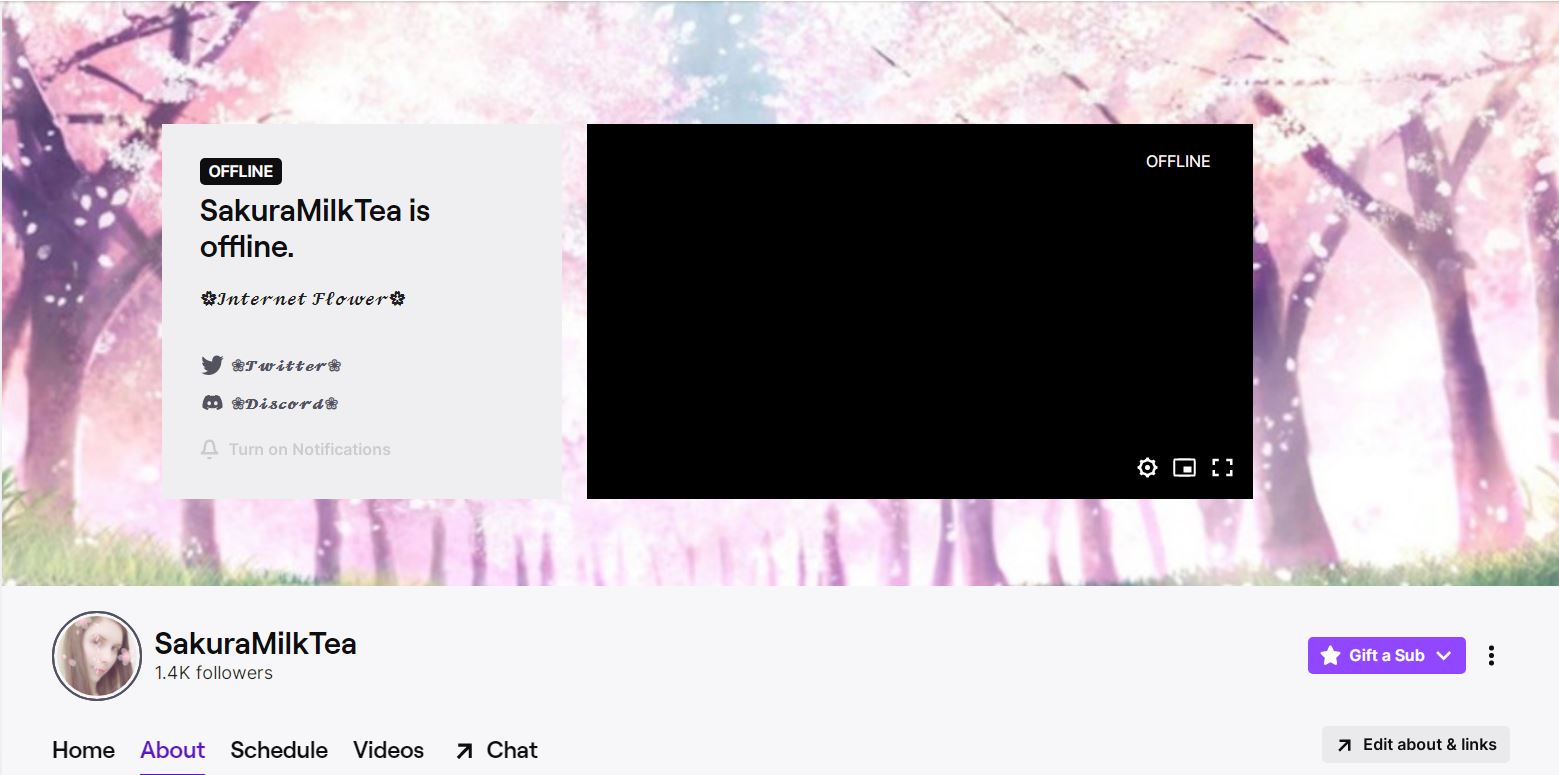 OFFLINE
SakuraMilkTea is
offline.
✿𝓘𝓷𝓽𝓮𝓻𝓷𝓮𝓽 𝓕𝓵𝓸𝔀𝓮𝓻✿
❀𝓣𝔀𝓲𝓽𝓽𝓮𝓻❀
❀𝓓𝓲𝓼𝓬𝓸𝓻𝓭❀
Turn on Notifications
OFFLINE
SakuraMilkTea
1.4K followers
Gift a Sub
Home About Schedule Videos Chat
Edit about & links